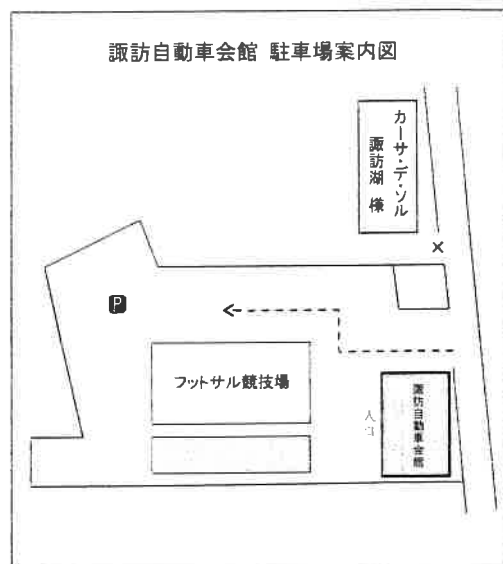 諏訪自動車会館 駐車場案内図
カーサ・デ・ソル
諏訪湖 様
×
P
フットサル競技場
入口
諏訪自動車会館